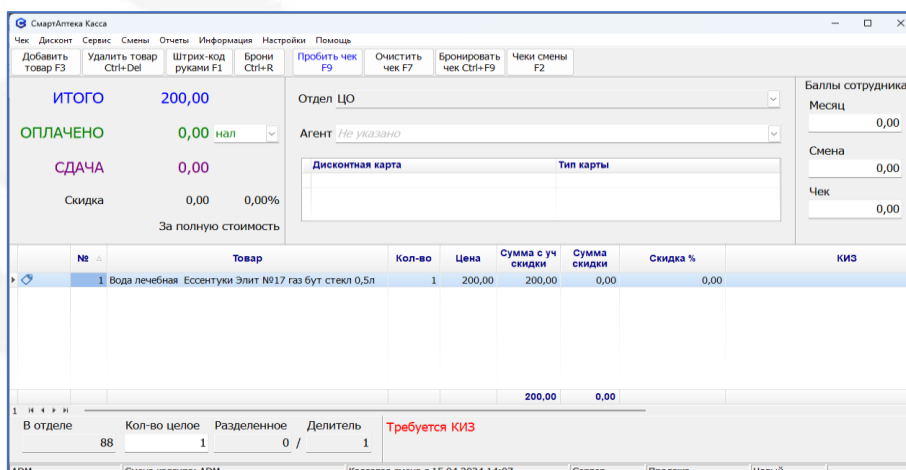 СмартАптека Касса
Чек Дисконт Сервис Смены Отчеты Информация Настройки Помощь
Добавить товар F3
Удалить товар Ctrl+Del
Штрих-код руками F1
Брони Ctrl+R
Пробить чек F9
Очистить чек F7
Бронировать чек Ctrl+F9
Чеки смены F2
ИТОГО 200,00
ОПЛАЧЕНО 0,00 нал
СДАЧА 0,00
Скидка 0,00 0,00%
За полную стоимость
Отдел ЦО
Агент Не указано
Дисконтная карта Тип карты
Баллы сотрудника
Месяц
0,00
Смена
0,00
Чек
0,00
№ Товар Кол-во Цена Сумма с уч скидки Сумма скидки Скидка % КИЗ
1 Вода лечебная Ессентуки Элит №17 газ бут стекл 0,5л 1 200,00 200,00 0,00 0,00
200,00 0,00
1
В отделе Кол-во целое Разделенное Делитель
88 1 0 / 1
Требуется КИЗ